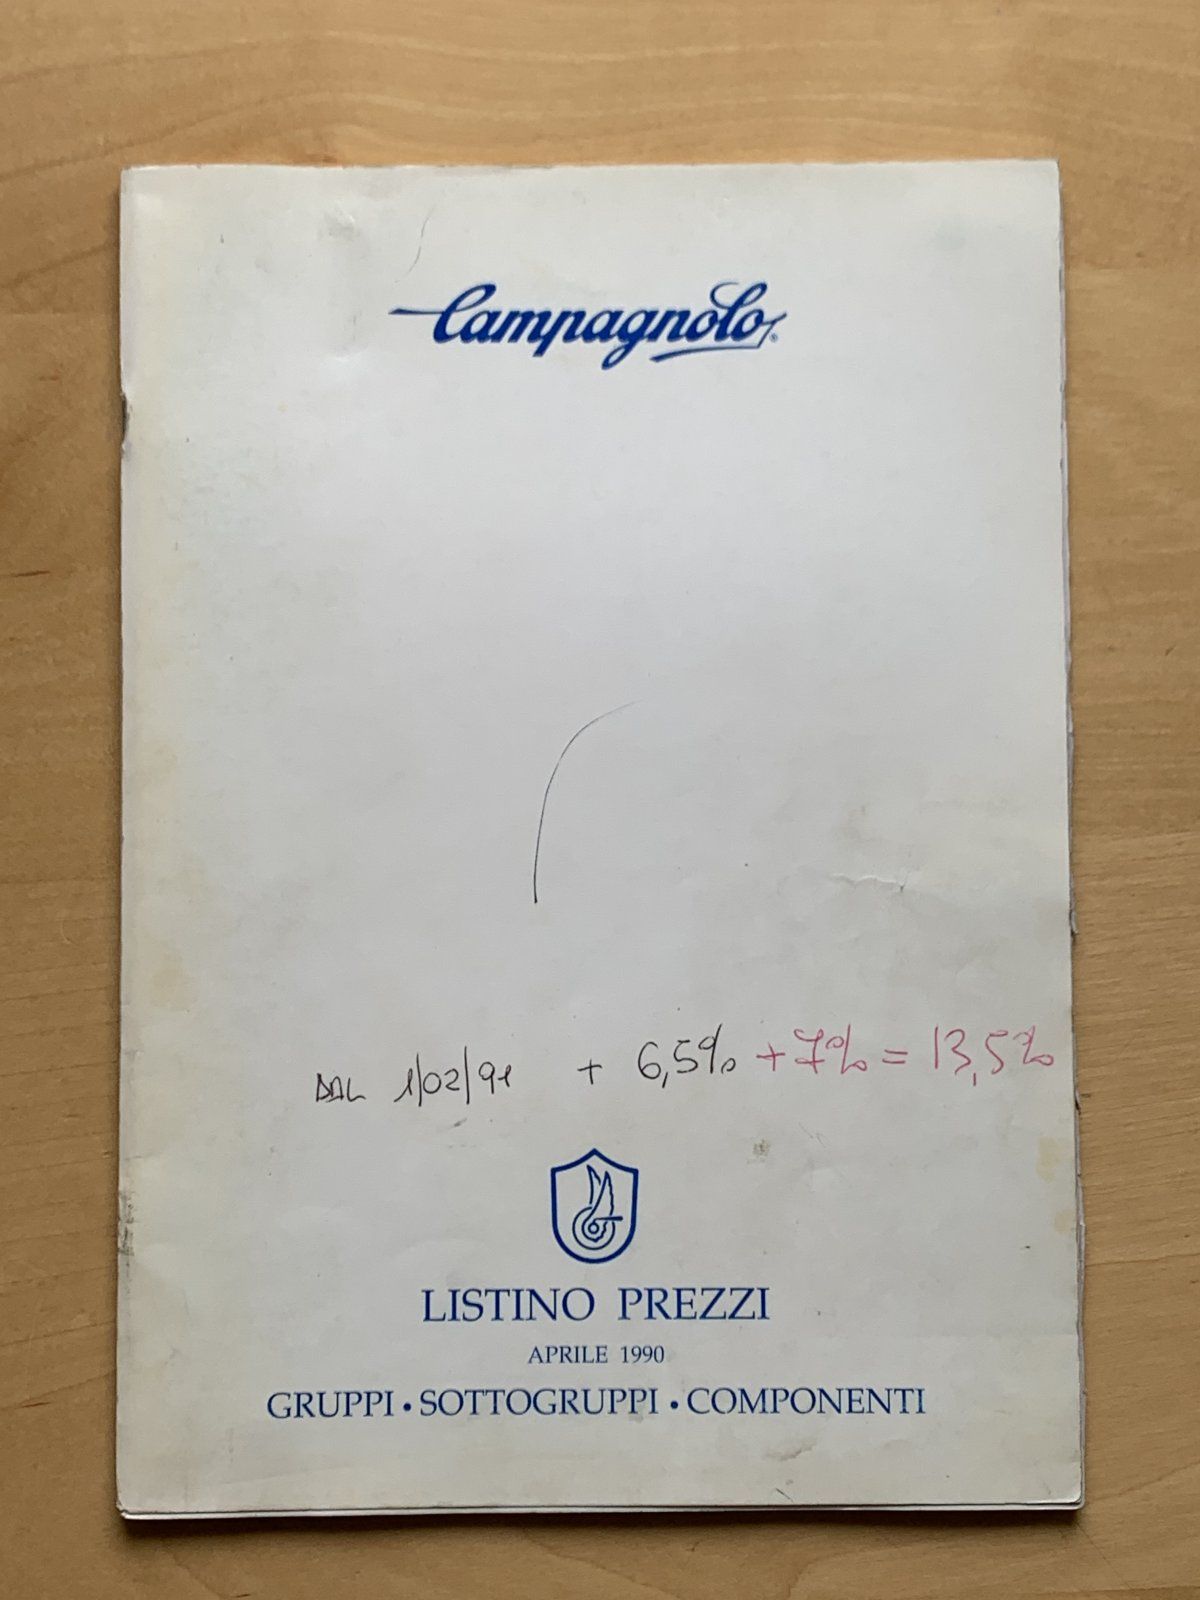 Campagnolo®
DAL 1/02/91 + 6,5% + 7% = 13,5%
LISTINO PREZZI
APRILE 1990
GRUPPI • SOTTOGRUPPI • COMPONENTI